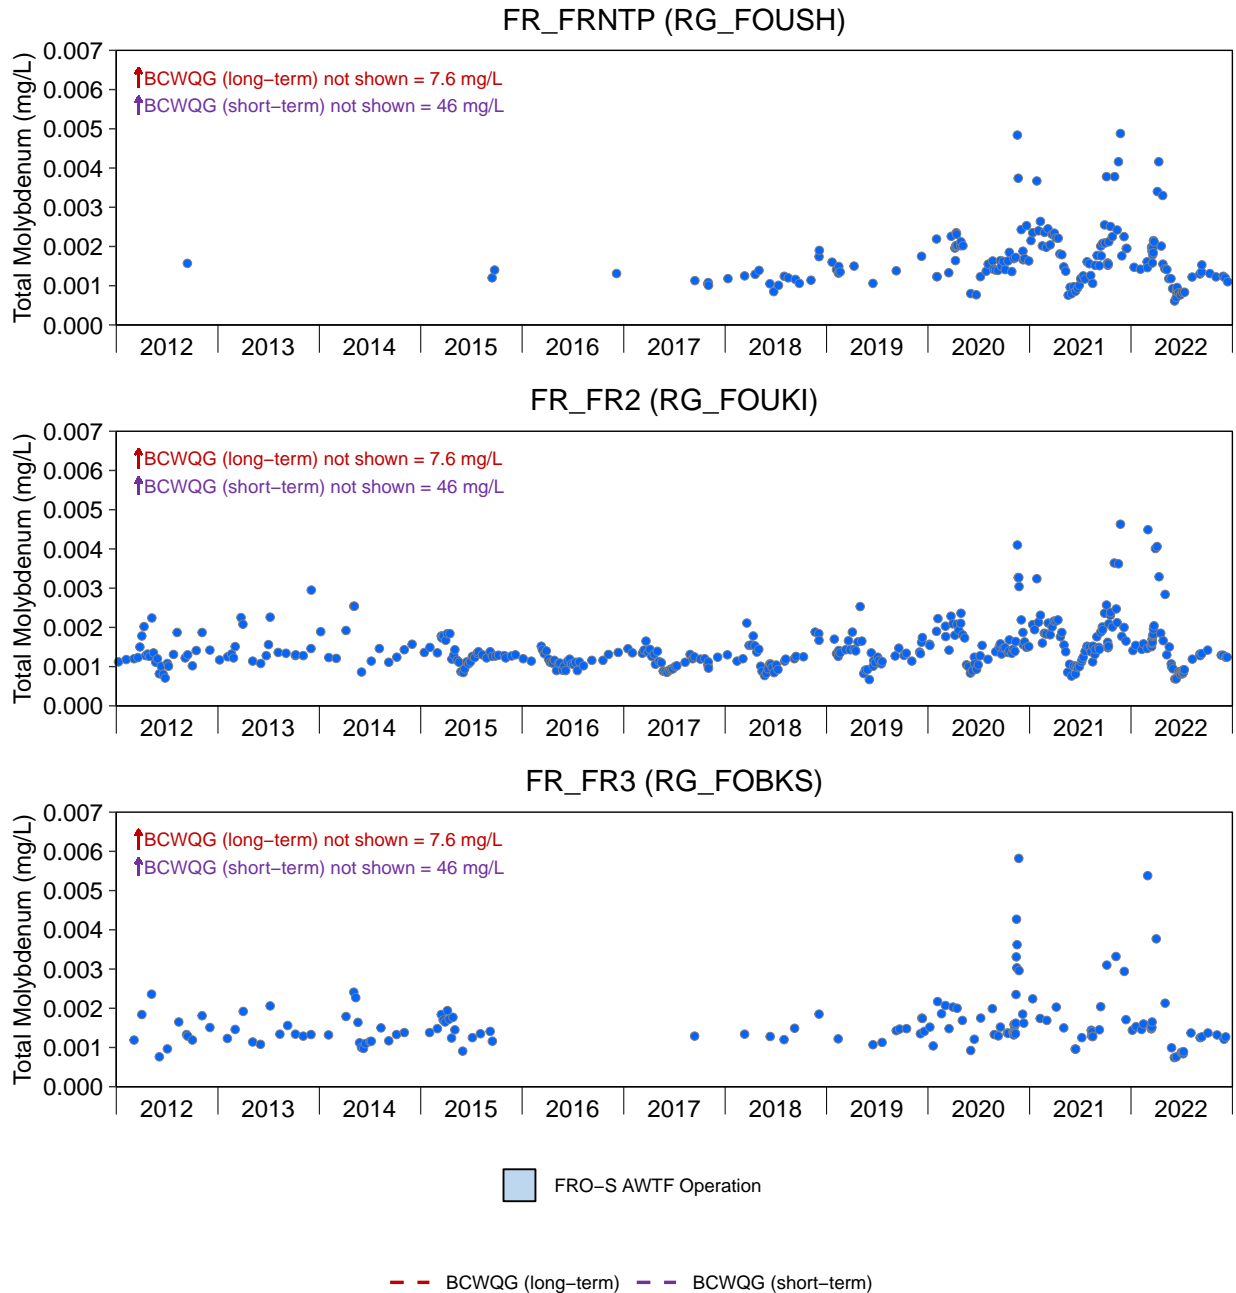 FR_FRNTP (RG_FOUSH)
Total Molybdenum (mg/L)
0.007
0.006
0.005
0.004
0.003
0.002
0.001
0.000
BCWQG (long−term) not shown = 7.6 mg/L
BCWQG (short−term) not shown = 46 mg/L
2012 2013 2014 2015 2016 2017 2018 2019 2020 2021 2022
FR_FR2 (RG_FOUKI)
Total Molybdenum (mg/L)
0.007
0.006
0.005
0.004
0.003
0.002
0.001
0.000
BCWQG (long−term) not shown = 7.6 mg/L
BCWQG (short−term) not shown = 46 mg/L
2012 2013 2014 2015 2016 2017 2018 2019 2020 2021 2022
FR_FR3 (RG_FOBKS)
Total Molybdenum (mg/L)
0.007
0.006
0.005
0.004
0.003
0.002
0.001
0.000
BCWQG (long−term) not shown = 7.6 mg/L
BCWQG (short−term) not shown = 46 mg/L
2012 2013 2014 2015 2016 2017 2018 2019 2020 2021 2022
FRO−S AWTF Operation
BCWQG (long−term) BCWQG (short−term)